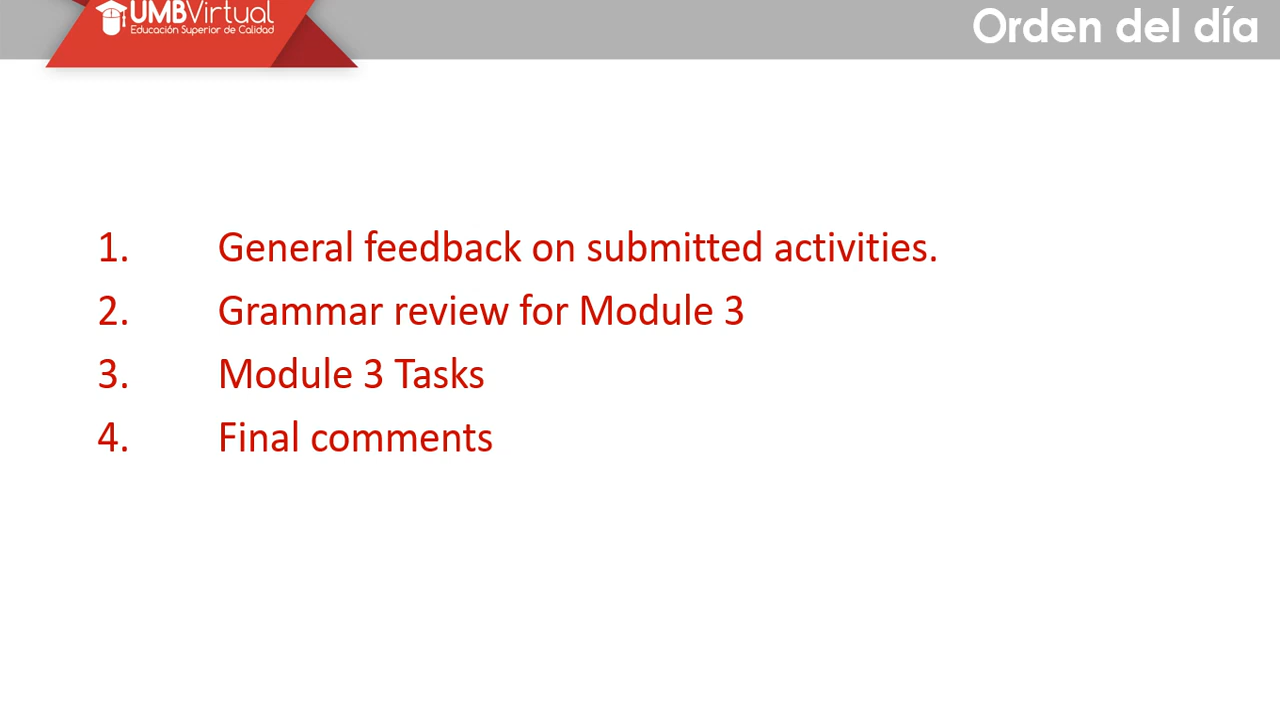 UMBVirtual
Educación Superior de Calidad
Orden del día
1. General feedback on submitted activities.
2. Grammar review for Module 3
3. Module 3 Tasks
4. Final comments